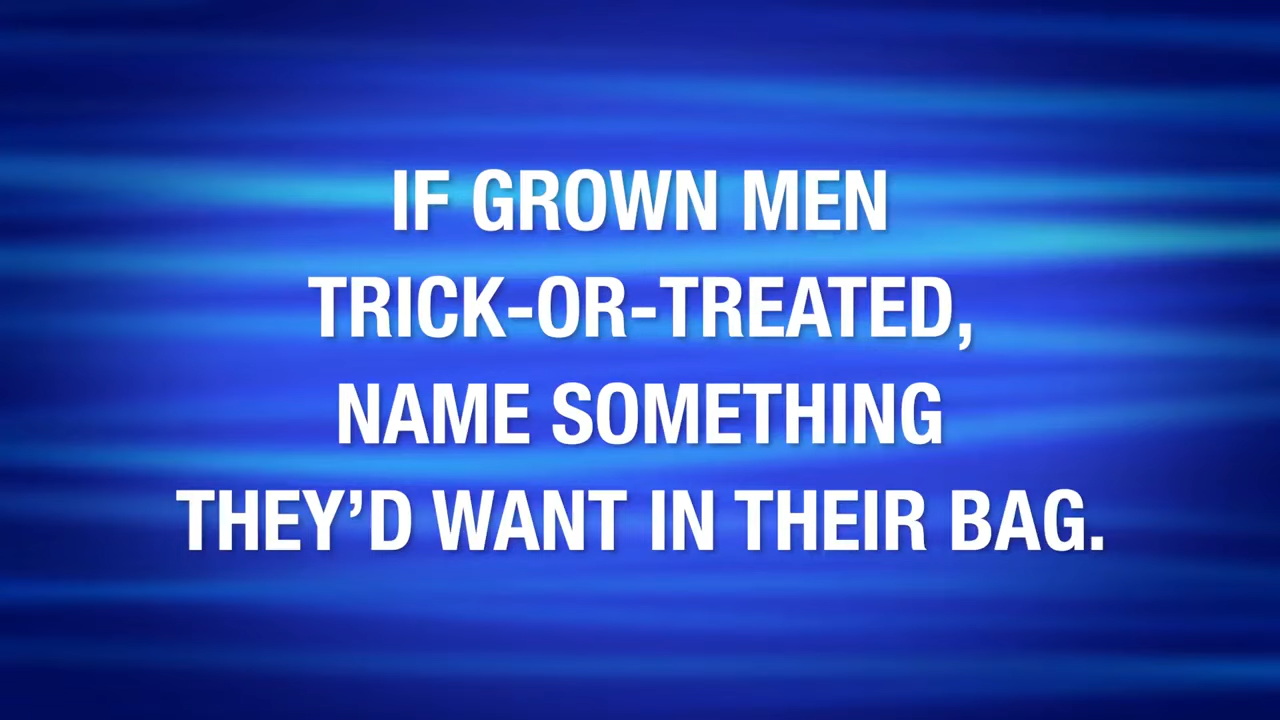 IF GROWN MEN
TRICK-OR-TREATED,
NAME SOMETHING
THEY’D WANT IN THEIR BAG.